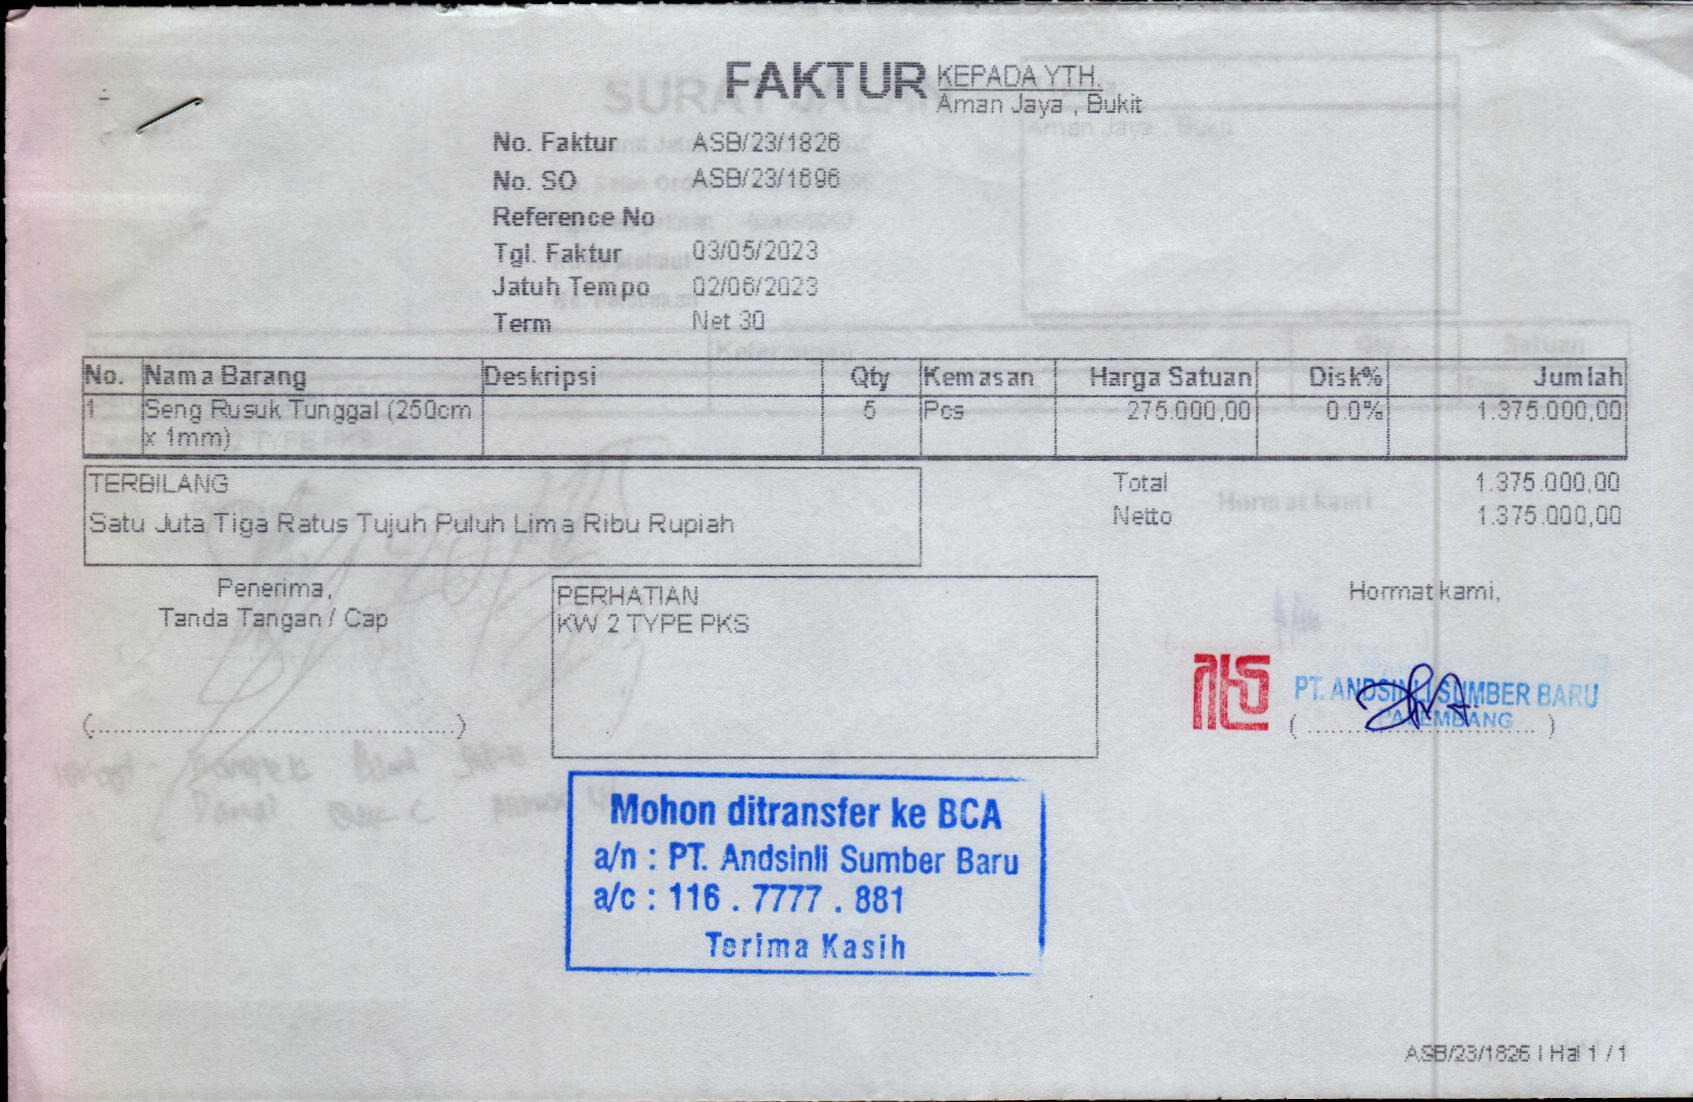 FAKTUR
KEPADA YTH.
Aman Jaya , Bukit
No. Faktur ASB/23/1826
No. SO ASB/23/1696
Reference No
Tgl. Faktur 03/05/2023
Jatuh Tempo 02/06/2023
Term Net 30
No. Nama Barang Deskripsi Qty Kemasan Harga Satuan Disk% Jumlah
1 Seng Rusuk Tunggal (250cm 5 Pcs 275.000,00 0.0% 1.375.000,00
x 1mm)
TERBILANG
Satu Juta Tiga Ratus Tujuh Puluh Lima Ribu Rupiah
Total 1.375.000,00
Netto 1.375.000,00
Penerima,
Tanda Tangan / Cap
(............................................................)
PERHATIAN
KW 2 TYPE PKS
Hormat kami,
PT. ANDSINLI SUMBER BARU
PALEMBANG
( ...................................... )
Mohon ditransfer ke BCA
a/n : PT. Andsinli Sumber Baru
a/c : 116 . 7777 . 881
Terima Kasih
ASB/23/1826 | Hal 1 / 1